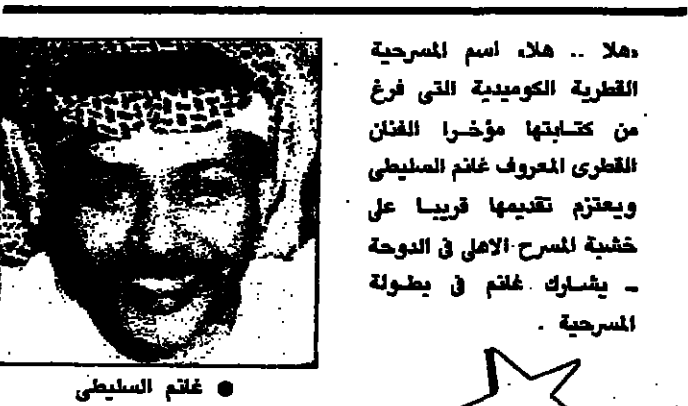 «هلا .. هلا» اسم المسرحية
القطرية الكوميدية التى فرغ
من كتابتها مؤخرا الفنان
القطرى المعروف غانم السليطى
ويعتزم تقديمها قريبا على
خشبة المسرح الاهلى فى الدوحة
ـ يشارك غانم فى بطولة
المسرحية .
● غانم السليطى